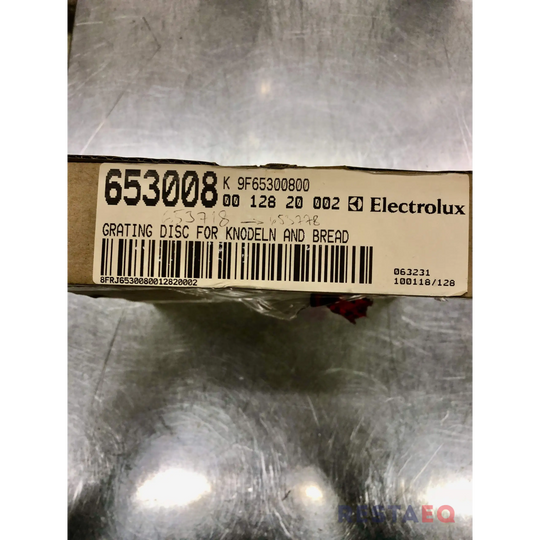 653008 K 9F65300800
00 128 20 002 Electrolux
653718 → 653778
GRATING DISC FOR KNODELN AND BREAD
8FRJ6530080012820002
063231
100118/128
RESTAEQ